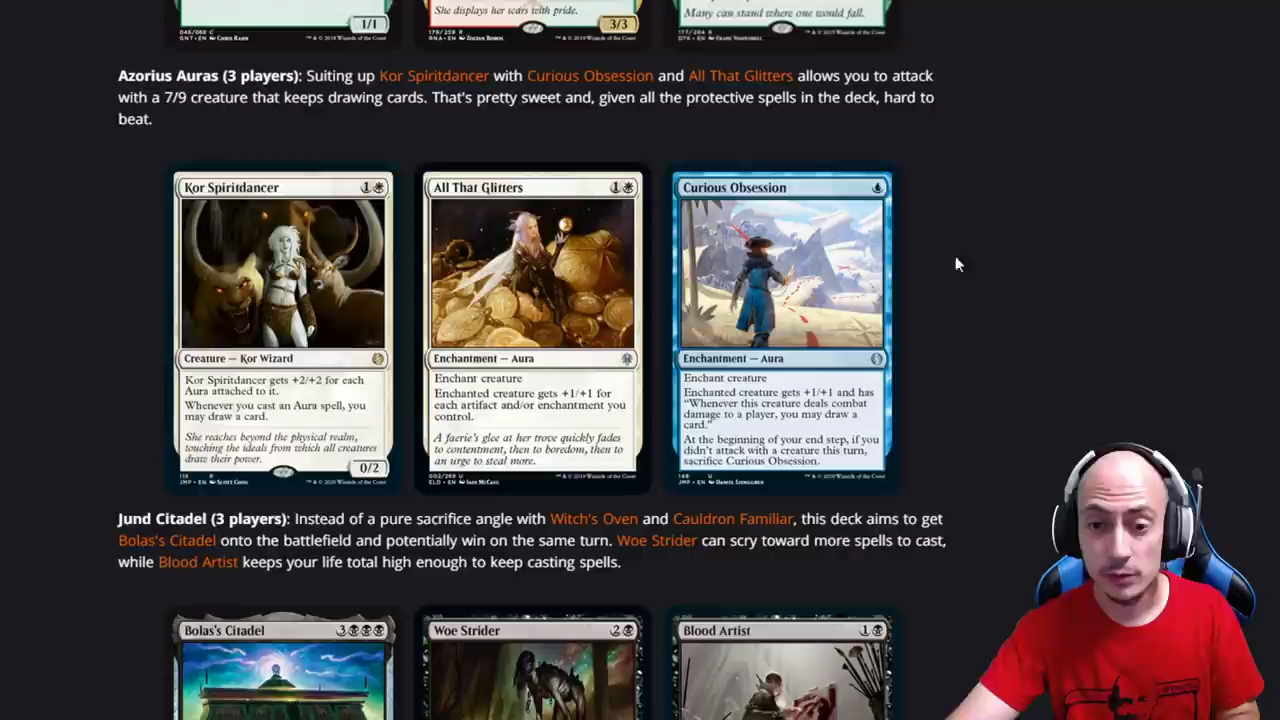 1/1
She displays her scars with pride.
3/3
Many can stand where one would fall.
Azorius Auras (3 players): Suiting up Kor Spiritdancer with Curious Obsession and All That Glitters allows you to attack
with a 7/9 creature that keeps drawing cards. That's pretty sweet and, given all the protective spells in the deck, hard to
beat.
Kor Spiritdancer 1
All That Glitters 1
Curious Obsession
Creature — Kor Wizard
Enchantment — Aura
Enchantment — Aura
Kor Spiritdancer gets +2/+2 for each
Aura attached to it.
Whenever you cast an Aura spell, you
may draw a card.
She reaches beyond the physical realm,
touching the ideals from which all creatures
draw their power.
0/2
Enchant creature
Enchanted creature gets +1/+1 for
each artifact and/or enchantment you
control.
A faerie's glee at her trove quickly fades
to contentment, then to boredom, then to
an urge to steal more.
Enchant creature
Enchanted creature gets +1/+1 and has
“Whenever this creature deals combat
damage to a player, you may draw a
card.”
At the beginning of your end step, if you
didn't attack with a creature this turn,
sacrifice Curious Obsession.
Jund Citadel (3 players): Instead of a pure sacrifice angle with Witch's Oven and Cauldron Familiar, this deck aims to get
Bolas's Citadel onto the battlefield and potentially win on the same turn. Woe Strider can scry toward more spells to cast,
while Blood Artist keeps your life total high enough to keep casting spells.
Bolas's Citadel 3
Woe Strider 2
Blood Artist 1